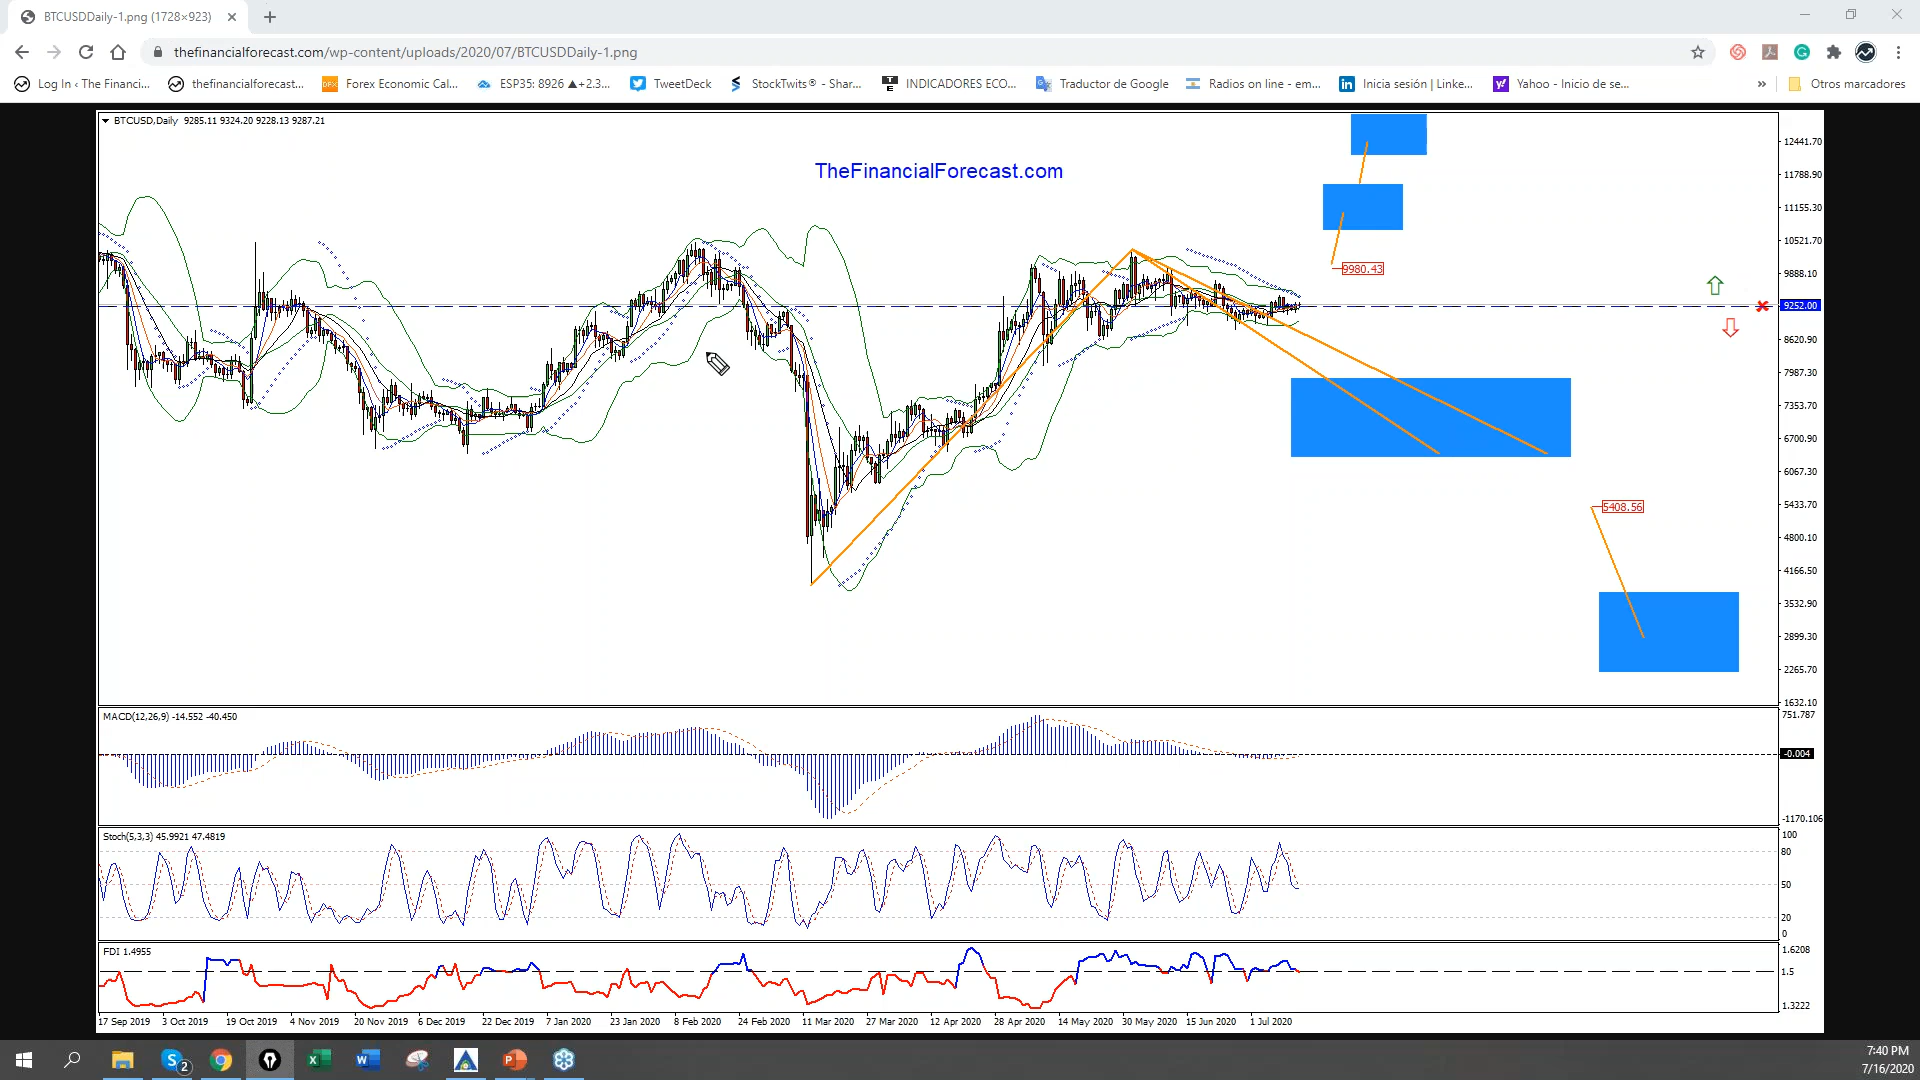 BTCUSDDaily-1.png (1728×923)
thefinancialforecast.com/wp-content/uploads/2020/07/BTCUSDDaily-1.png
Log In ‹ The Financi...
thefinancialforecast...
Forex Economic Cal...
ESP35: 8926 ▲+2.3...
TweetDeck
StockTwits® - Shar...
INDICADORES ECO...
Traductor de Google
Radios on line - em...
Inicia sesión | Linke...
Yahoo - Inicio de se...
»
Otros marcadores
BTCUSD,Daily 9285.11 9324.20 9228.13 9287.21
TheFinancialForecast.com
12441.70
11788.90
11155.30
10521.70
9980.43
9888.10
9252.00
8620.90
7987.30
7353.70
6700.90
6067.30
5408.56
5433.70
4800.10
4166.50
3532.90
2899.30
2265.70
1632.10
MACD(12,26,9) -14.552 -40.450
751.787
-0.004
-1170.106
Stoch(5,3,3) 45.9921 47.4819
100
80
50
20
0
FDI 1.4955
1.6208
1.5
1.3222
17 Sep 2019 3 Oct 2019 19 Oct 2019 4 Nov 2019 20 Nov 2019 6 Dec 2019 22 Dec 2019 7 Jan 2020 23 Jan 2020 8 Feb 2020 24 Feb 2020 11 Mar 2020 27 Mar 2020 12 Apr 2020 28 Apr 2020 14 May 2020 30 May 2020 15 Jun 2020 1 Jul 2020
2
7:40 PM
7/16/2020